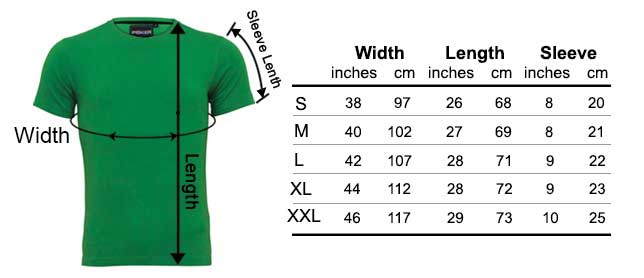 FISKER
Sleeve Lenth
Width
Length
Width Length Sleeve
inches cm inches cm inches cm
S 38 97 26 68 8 20
M 40 102 27 69 8 21
L 42 107 28 71 9 22
XL 44 112 28 72 9 23
XXL 46 117 29 73 10 25